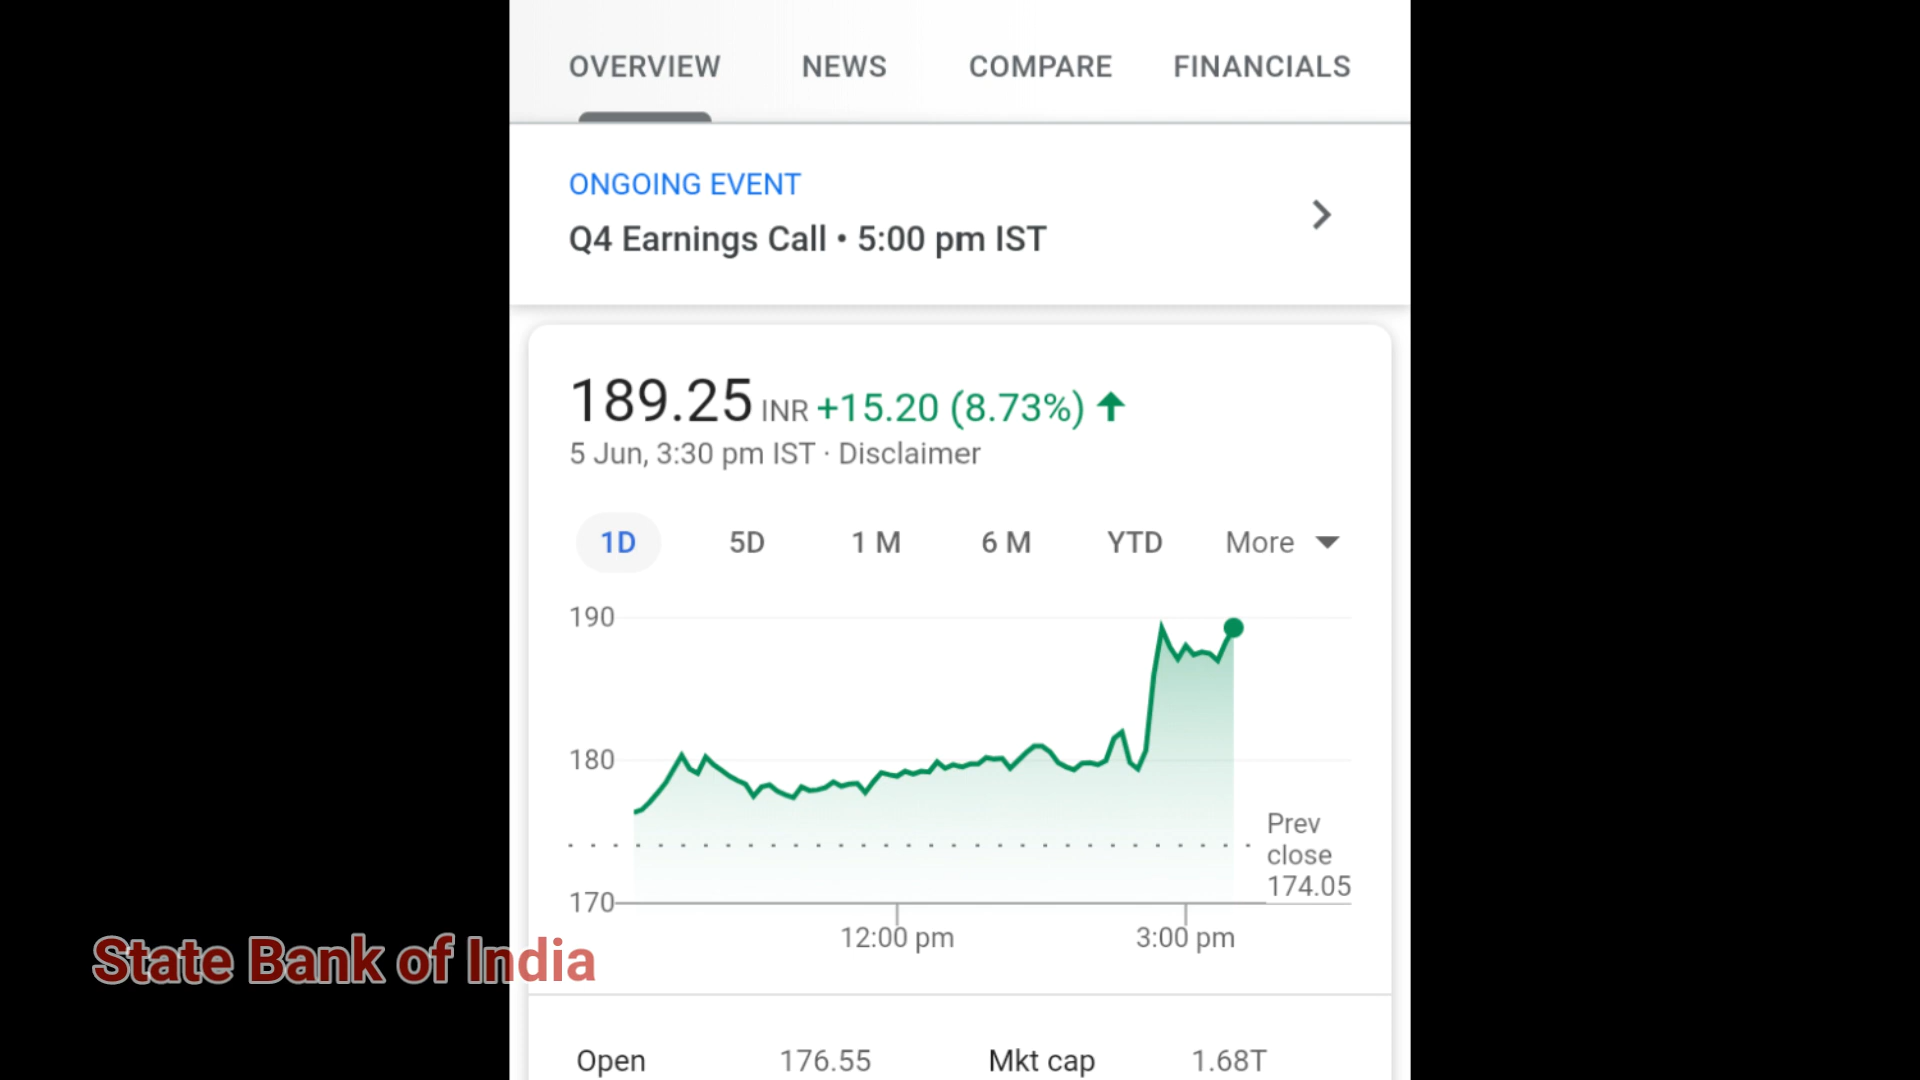 OVERVIEW NEWS COMPARE FINANCIALS
ONGOING EVENT
Q4 Earnings Call • 5:00 pm IST
189.25 INR +15.20 (8.73%)
5 Jun, 3:30 pm IST · Disclaimer
1D 5D 1 M 6 M YTD More
190
180
170
Prev
close
174.05
12:00 pm 3:00 pm
State Bank of India
Open 176.55 Mkt cap 1.68T